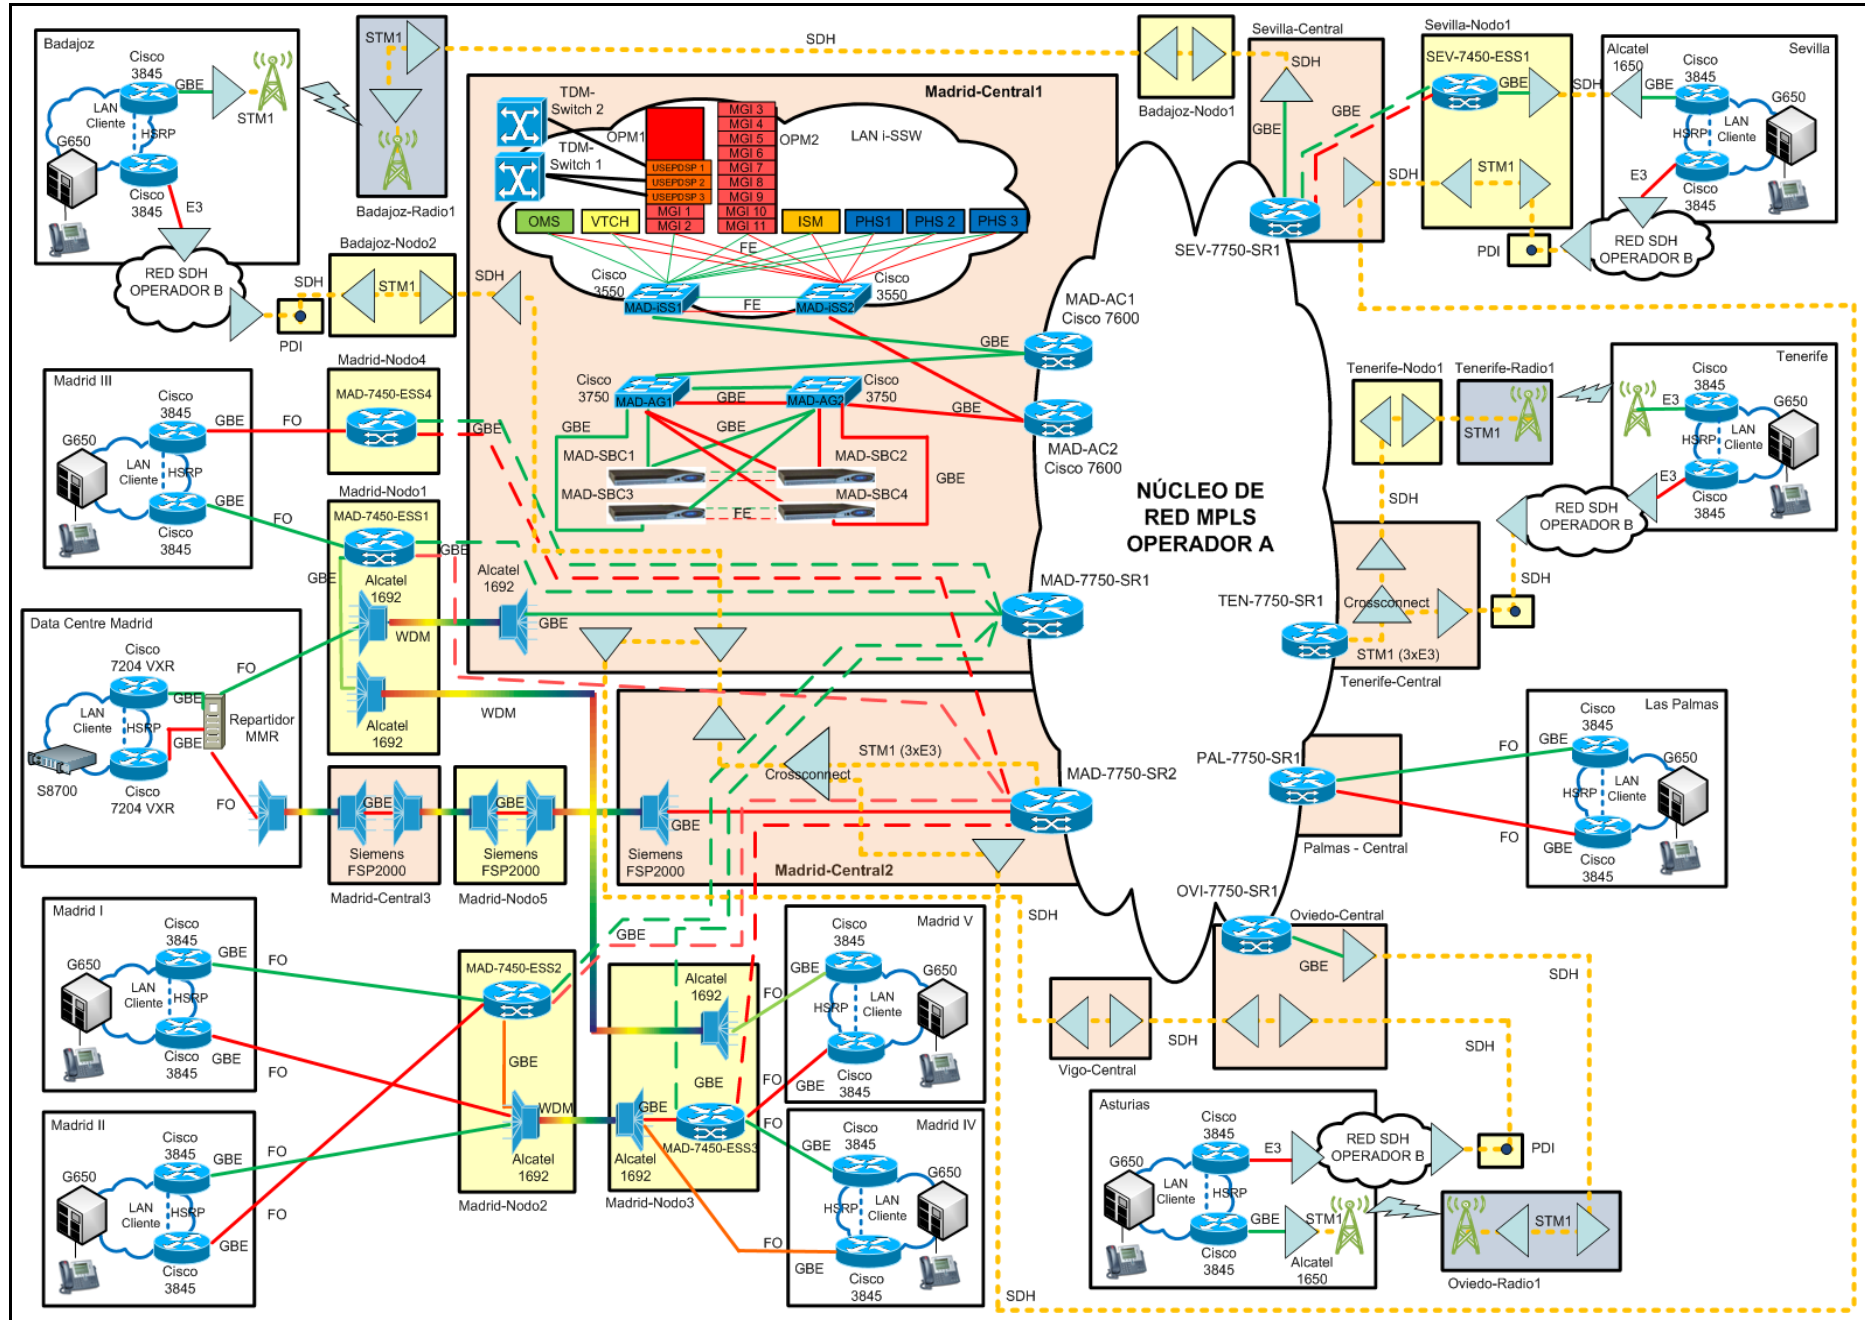 Badajoz
Cisco
3845
GBE
LAN
Cliente
HSRP
G650
STM1
Cisco
3845
E3
RED SDH
OPERADOR B
STM1
Badajoz-Radio1
SDH
Badajoz-Nodo2
SDH
STM1
SDH
PDI
Madrid-Central1
TDM-
Switch 2
TDM-
Switch 1
OPM1
OPM2
LAN i-SSW
MGI 3
MGI 4
MGI 5
MGI 6
MGI 7
MGI 8
MGI 9
MGI 10
MGI 11
USEPDSP 1
USEPDSP 2
USEPDSP 3
MGI 1
MGI 2
OMS
VTCH
ISM
PHS1
PHS 2
PHS 3
FE
Cisco
3550
MAD-iSS1
FE
MAD-iSS2
Cisco
3550
GBE
MAD-AC1
Cisco 7600
Cisco
3750
MAD-AG1
GBE
MAD-AG2
Cisco
3750
GBE
GBE
GBE
MAD-SBC1
MAD-SBC2
GBE
MAD-SBC3
MAD-SBC4
FE
MAD-AC2
Cisco 7600
NÚCLEO DE
RED MPLS
OPERADOR A
Badajoz-Nodo1
Sevilla-Central
SDH
GBE
GBE
SEV-7750-SR1
SDH
Sevilla-Nodo1
SEV-7450-ESS1
GBE
SDH
STM1
PDI
Alcatel
1650
GBE
Cisco
3845
Sevilla
LAN
Cliente
HSRP
G650
Cisco
3845
E3
RED SDH
OPERADOR B
Madrid III
Cisco
3845
GBE
FO
G650
LAN
Cliente
HSRP
GBE
FO
Cisco
3845
Madrid-Nodo4
MAD-7450-ESS4
GBE
Madrid-Nodo1
MAD-7450-ESS1
GBE
GBE
Alcatel
1692
WDM
Alcatel
1692
GBE
Alcatel
1692
WDM
MAD-7750-SR1
Tenerife-Nodo1
Tenerife-Radio1
STM1
SDH
Tenerife
Cisco
3845
E3
G650
LAN
Cliente
HSRP
E3
Cisco
3845
RED SDH
OPERADOR B
SDH
TEN-7750-SR1
Crossconnect
STM1 (3xE3)
Tenerife-Central
Data Centre Madrid
Cisco
7204 VXR
FO
GBE
LAN
Cliente
HSRP
GBE
Repartidor
MMR
S8700
Cisco
7204 VXR
FO
GBE
Siemens
FSP2000
Madrid-Central3
GBE
Siemens
FSP2000
Madrid-Nodo5
GBE
Siemens
FSP2000
STM1 (3xE3)
Crossconnect
Madrid-Central2
MAD-7750-SR2
PAL-7750-SR1
Palmas - Central
FO
GBE
Cisco
3845
Las Palmas
G650
LAN
Cliente
HSRP
FO
GBE
Cisco
3845
OVI-7750-SR1
Oviedo-Central
GBE
SDH
SDH
Vigo-Central
SDH
SDH
Madrid I
Cisco
3845
GBE
FO
G650
LAN
Cliente
HSRP
GBE
FO
Cisco
3845
Madrid II
Cisco
3845
GBE
FO
G650
LAN
Cliente
HSRP
GBE
FO
Cisco
3845
GBE
MAD-7450-ESS2
GBE
WDM
Alcatel
1692
Madrid-Nodo2
Alcatel
1692
GBE
GBE
MAD-7450-ESS3
Alcatel
1692
Madrid-Nodo3
Madrid V
Cisco
3845
GBE
FO
G650
LAN
Cliente
HSRP
FO
GBE
Cisco
3845
Madrid IV
FO
GBE
Cisco
3845
G650
LAN
Cliente
HSRP
FO
GBE
Cisco
3845
Asturias
Cisco
3845
E3
RED SDH
OPERADOR B
PDI
G650
LAN
Cliente
HSRP
GBE
STM1
Cisco
3845
Alcatel
1650
STM1
Oviedo-Radio1
SDH